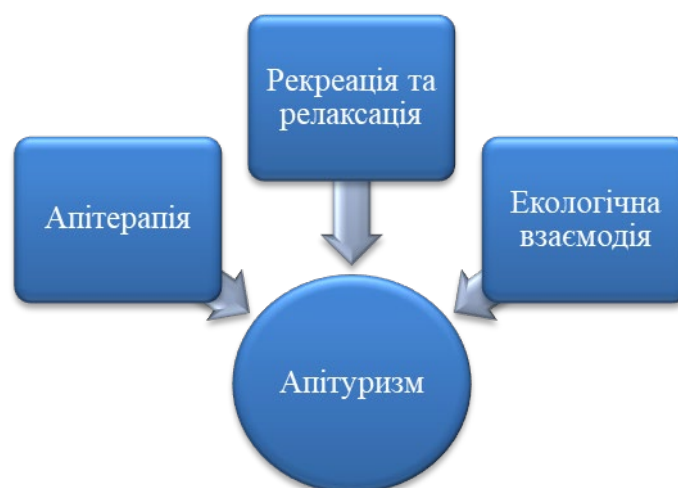 Рекреація та
релаксація
Апітерапія
Екологічна
взаємодія
Апітуризм